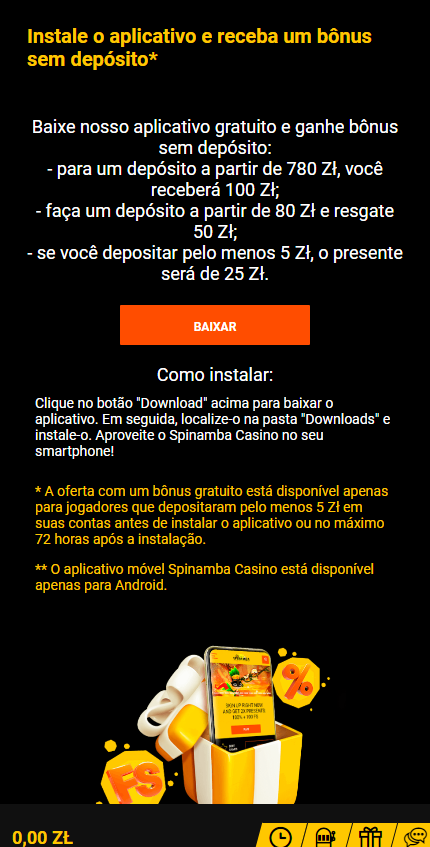 Instale o aplicativo e receba um bônus
sem depósito*
Baixe nosso aplicativo gratuito e ganhe bônus
sem depósito:
- para um depósito a partir de 780 Zł, você
receberá 100 Zł;
- faça um depósito a partir de 80 Zł e resgate
50 Zł;
- se você depositar pelo menos 5 Zł, o presente
será de 25 Zł.
BAIXAR
Como instalar:
Clique no botão "Download" acima para baixar o
aplicativo. Em seguida, localize-o na pasta "Downloads" e
instale-o. Aproveite o Spinamba Casino no seu
smartphone!
* A oferta com um bônus gratuito está disponível apenas
para jogadores que depositaram pelo menos 5 Zł em
suas contas antes de instalar o aplicativo ou no máximo
72 horas após a instalação.
** O aplicativo móvel Spinamba Casino está disponível
apenas para Android.
SIGN UP RIGHT NOW
AND GET 2X PRESENTS
100% + 100 FS
%
FS
0,00 ZŁ